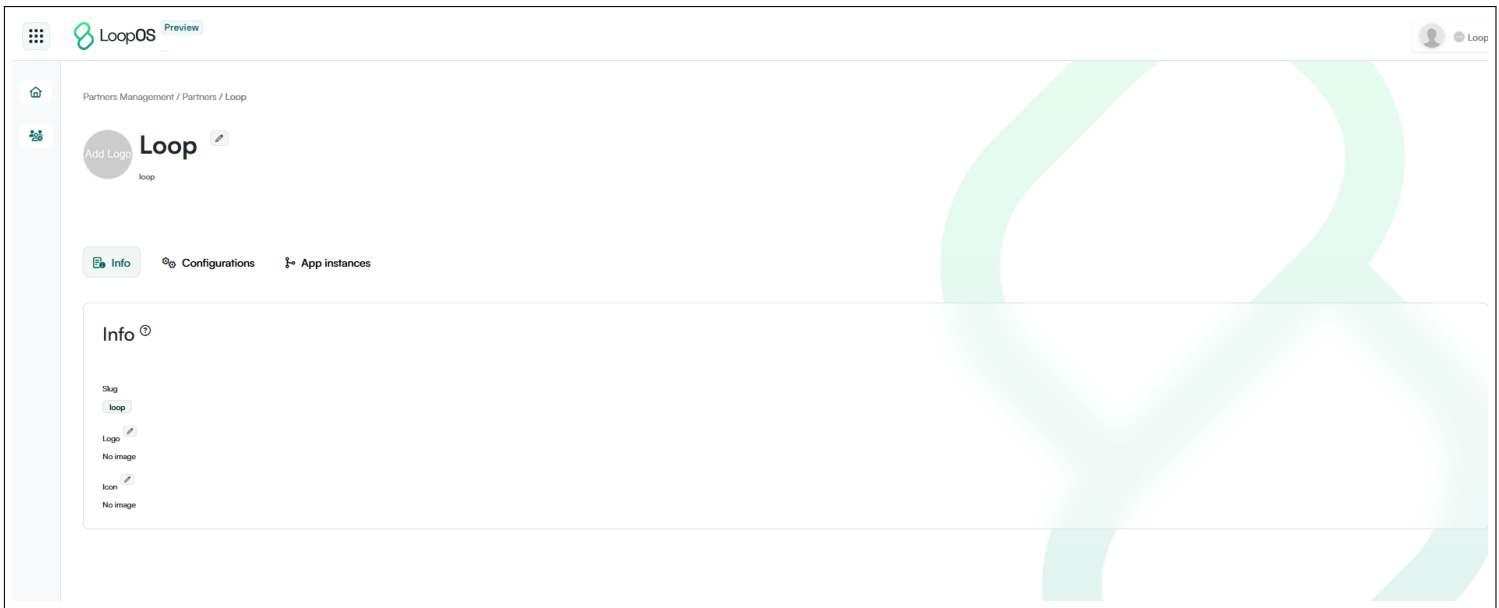 LoopOS Preview
Loop
Partners Management / Partners / Loop
Add Logo
Loop
loop
Info Configurations App instances
Info
Slug
loop
Logo
No image
Icon
No image